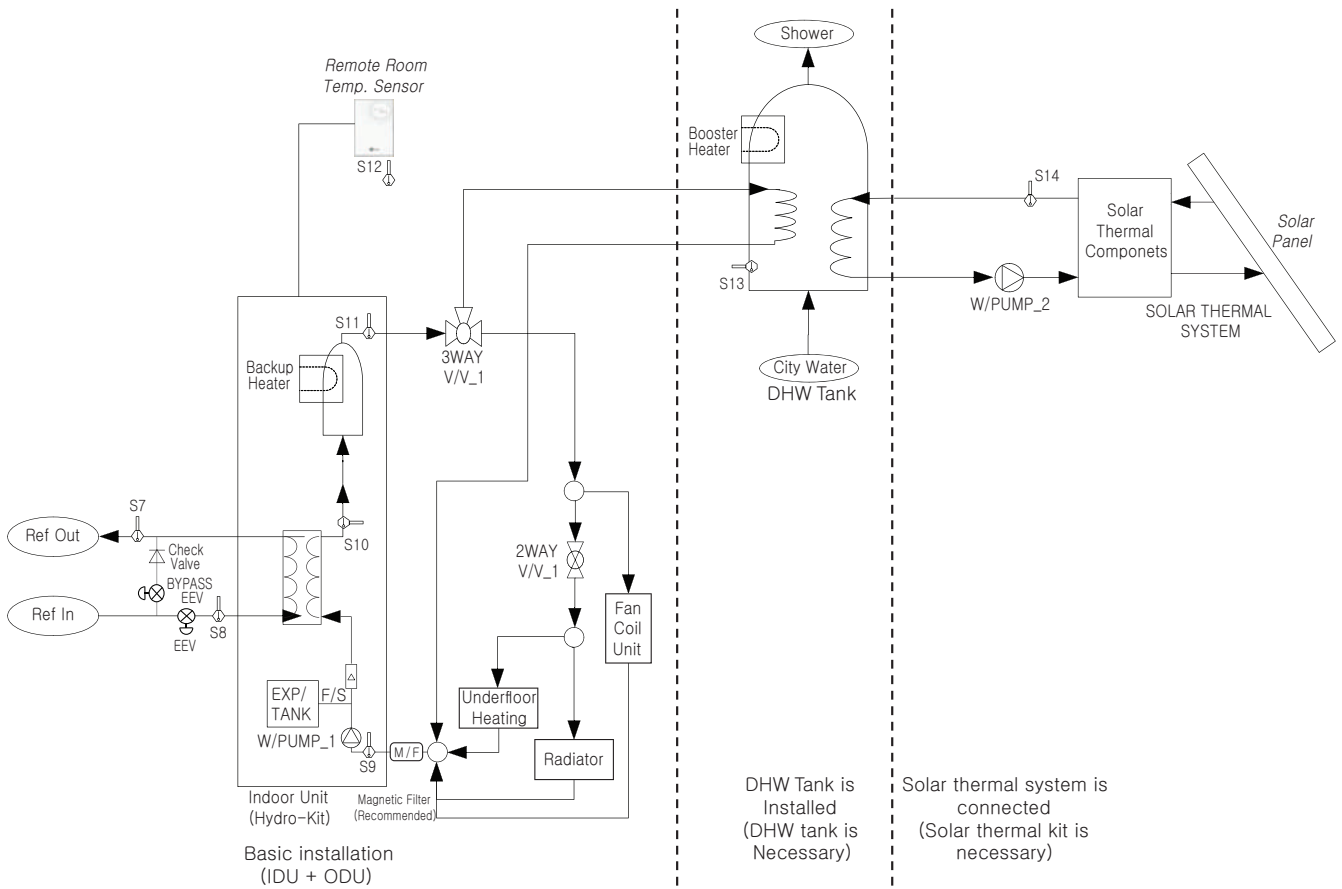 Shower
Remote Room
Temp. Sensor
S12
Booster
Heater
S14
Solar
Thermal
Componets
Solar
Panel
S13
W/PUMP_2
SOLAR THERMAL
SYSTEM
S11
3WAY
V/V_1
Backup
Heater
City Water
DHW Tank
S7
Ref Out
S10
Check
Valve
BYPASS
EEV
2WAY
V/V_1
Ref In
S8
EEV
Fan
Coil
Unit
EXP/
TANK
F/S
Underfloor
Heating
W/PUMP_1
S9
M/F
Radiator
Indoor Unit
(Hydro-Kit)
Magnetic Filter
(Recommended)
Basic installation
(IDU + ODU)
DHW Tank is
Installed
(DHW tank is
Necessary)
Solar thermal system is
connected
(Solar thermal kit is
necessary)